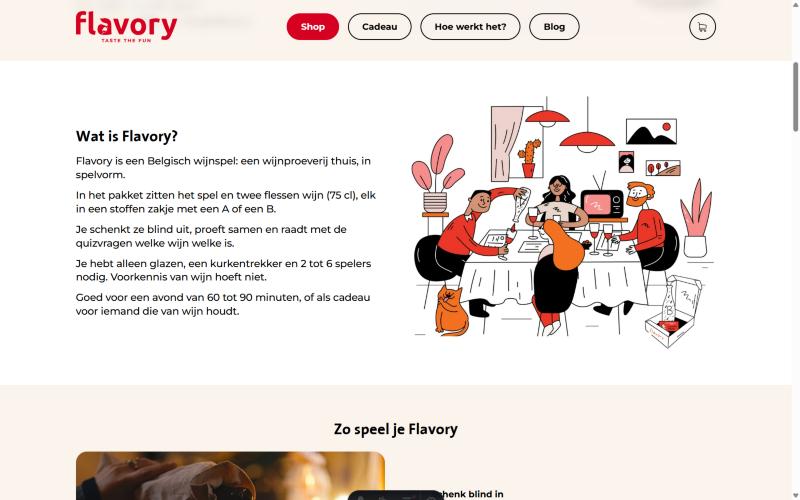 flavory
TASTE THE FUN
Shop
Cadeau
Hoe werkt het?
Blog
Wat is Flavory?
Flavory is een Belgisch wijnspel: een wijnproeverij thuis, in
spelvorm.
In het pakket zitten het spel en twee flessen wijn (75 cl), elk
in een stoffen zakje met een A of een B.
Je schenkt ze blind uit, proeft samen en raadt met de
quizvragen welke wijn welke is.
Je hebt alleen glazen, een kurkentrekker en 2 tot 6 spelers
nodig. Voorkennis van wijn hoeft niet.
Goed voor een avond van 60 tot 90 minuten, of als cadeau
voor iemand die van wijn houdt.
Zo speel je Flavory
blind in